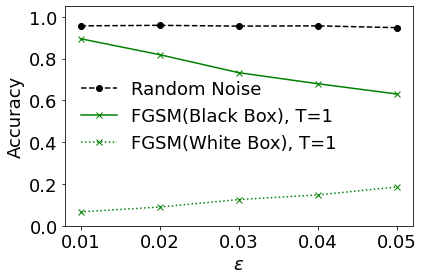 1.0
0.8
0.6
0.4
0.2
0.0
Accuracy
Random Noise
FGSM(Black Box), T=1
FGSM(White Box), T=1
0.01 0.02 0.03 0.04 0.05
ε